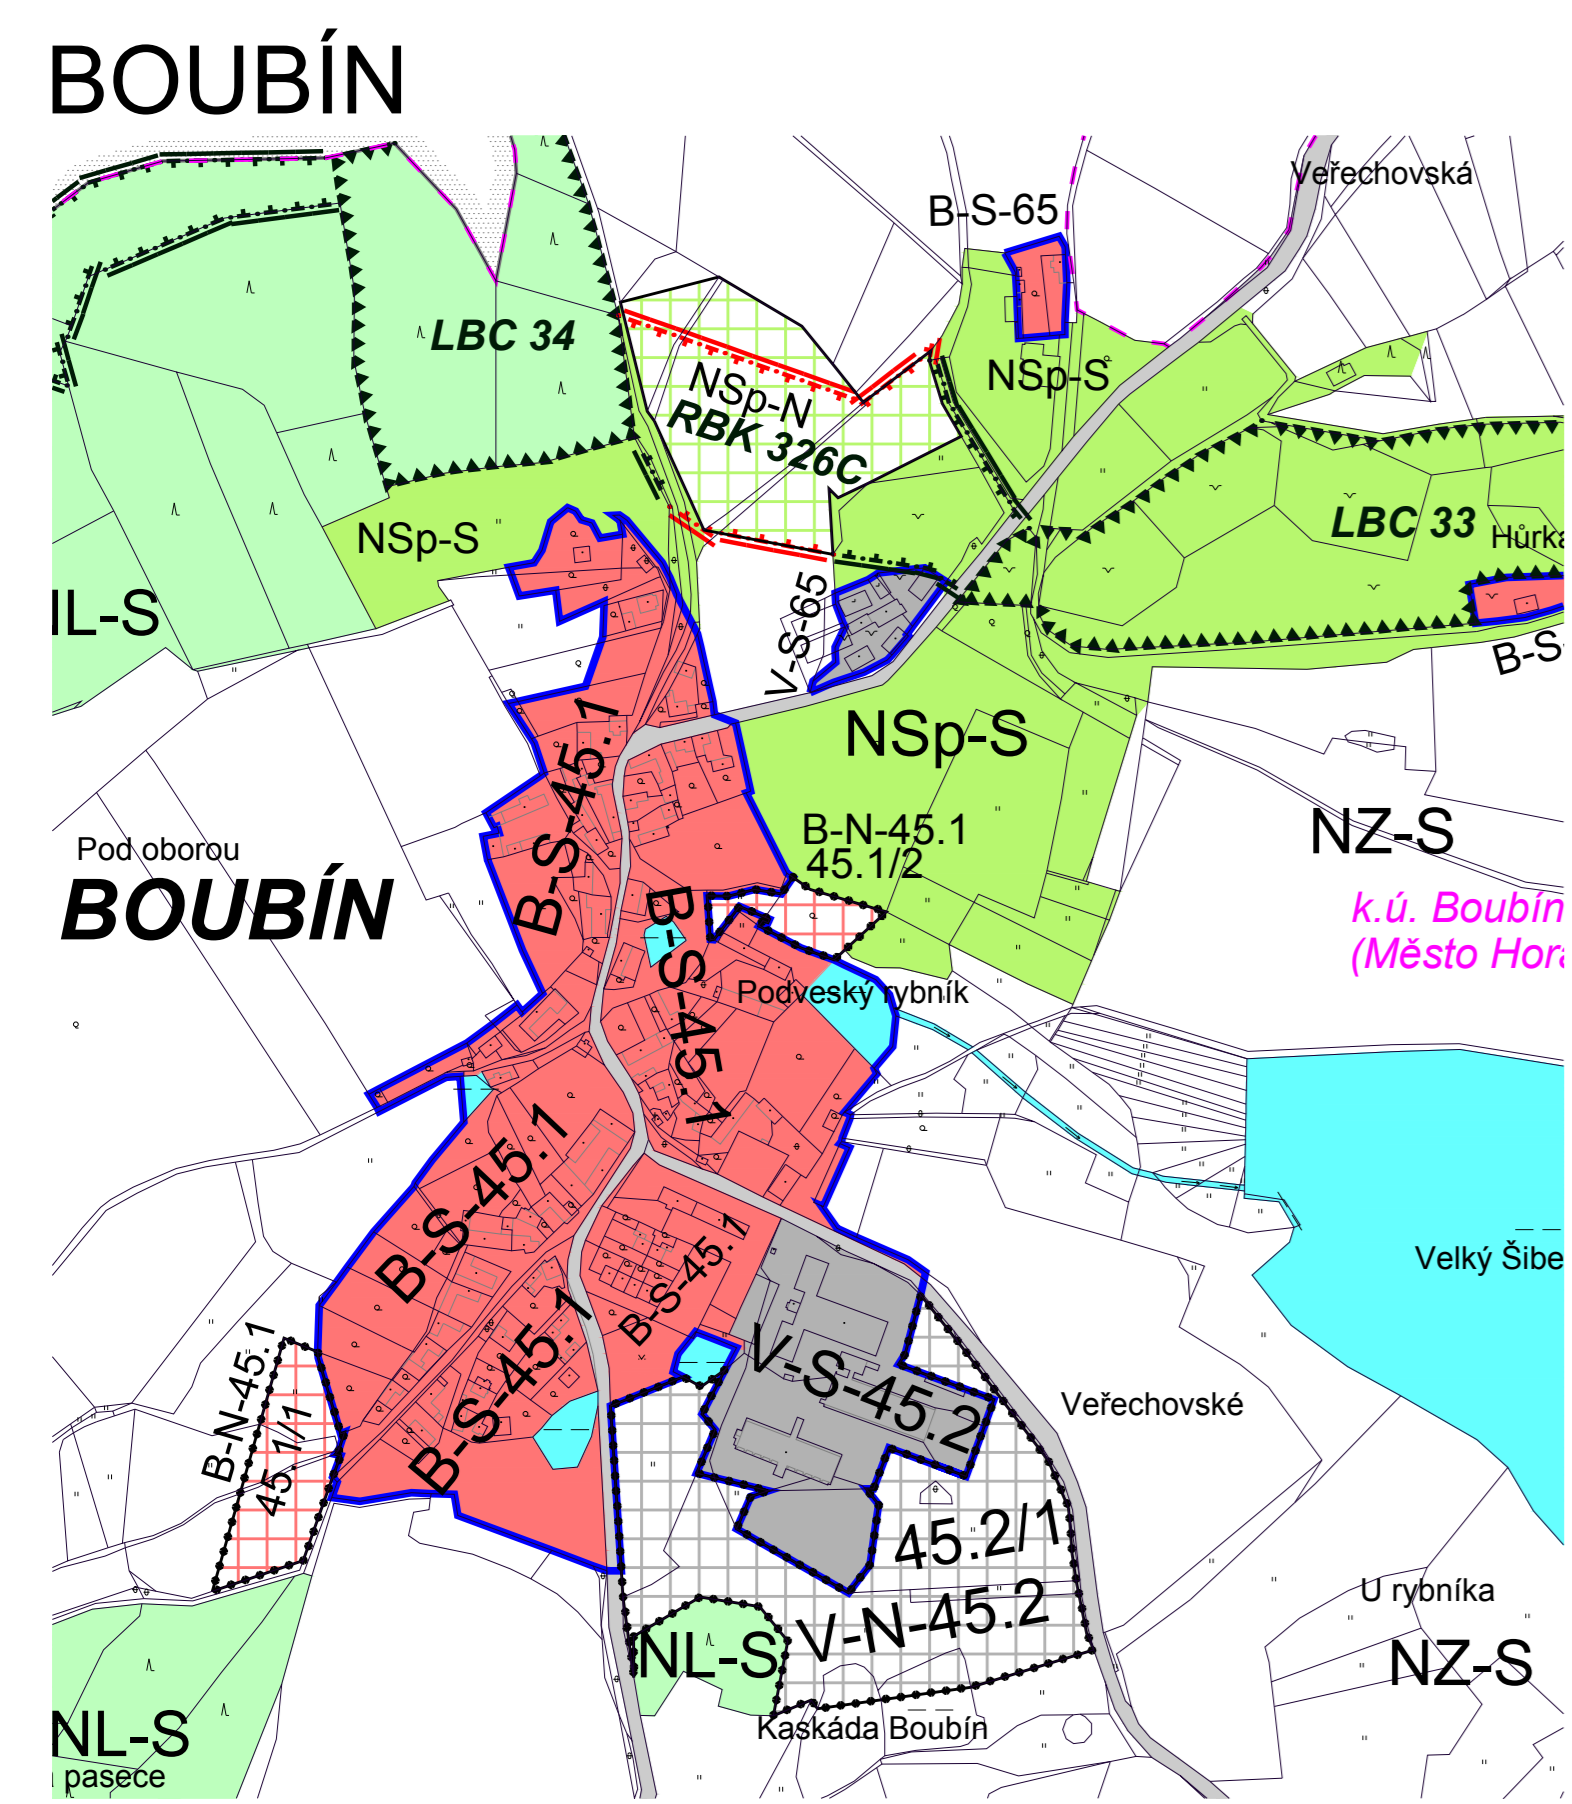 BOUBÍN
Veřechovská
B-S-65
LBC 34
NSp-N
RBK 326C
NSp-S
LBC 33
Hůrka
NSp-S
V-S-65
B-S-
NL-S
B-S-45.1
NSp-S
B-N-45.1
45.1/2
NZ-S
Pod oborou
BOUBÍN
B-S-45.1
k.ú. Boubín
(Město Hora
Podveský rybník
B-S-45.1
B-S-45.1
Velký Šibe
B-N-45.1
45.1/1
B-S-45.1
V-S-45.2
Veřechovské
45.2/1
V-N-45.2
U rybníka
NL-S
NZ-S
NL-S
Kaskáda Boubín
pasece